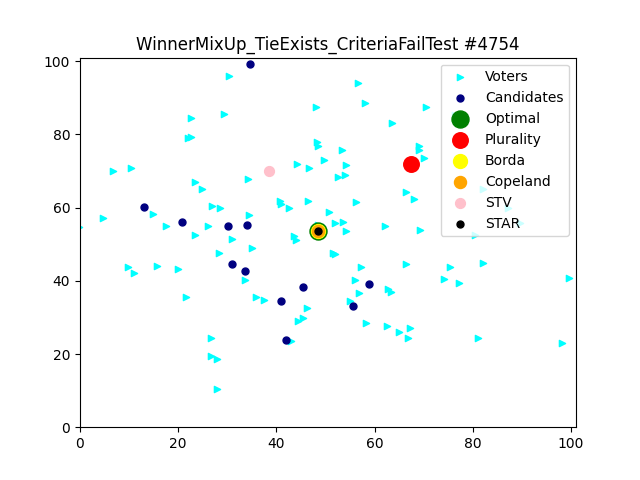 WinnerMixUp_TieExists_CriteriaFailTest #4754
100
80
60
40
20
0
0
20
40
60
80
100
Voters
Candidates
Optimal
Plurality
Borda
Copeland
STV
STAR